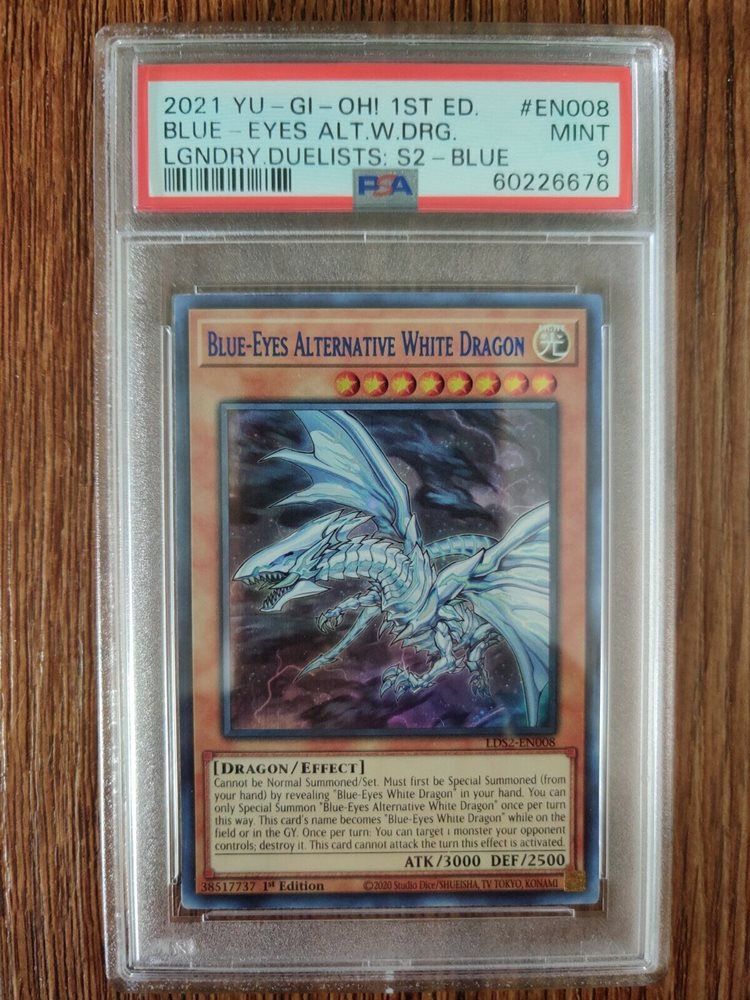 2021 YU-GI-OH! 1ST ED. #EN008
BLUE-EYES ALT.W.DRG. MINT
LGNDRY.DUELISTS: S2-BLUE 9
PSA 60226676
BLUE-EYES ALTERNATIVE WHITE DRAGON 光
LDS2-EN008
[DRAGON/EFFECT]
Cannot be Normal Summoned/Set. Must first be Special Summoned (from
your hand) by revealing "Blue-Eyes White Dragon" in your hand. You can
only Special Summon "Blue-Eyes Alternative White Dragon" once per turn
this way. This card's name becomes "Blue-Eyes White Dragon" while on the
field or in the GY. Once per turn: You can target 1 monster your opponent
controls; destroy it. This card cannot attack the turn this effect is activated.
ATK/3000 DEF/2500
38517737 1st Edition ©2020 Studio Dice/SHUEISHA, TV TOKYO, KONAMI